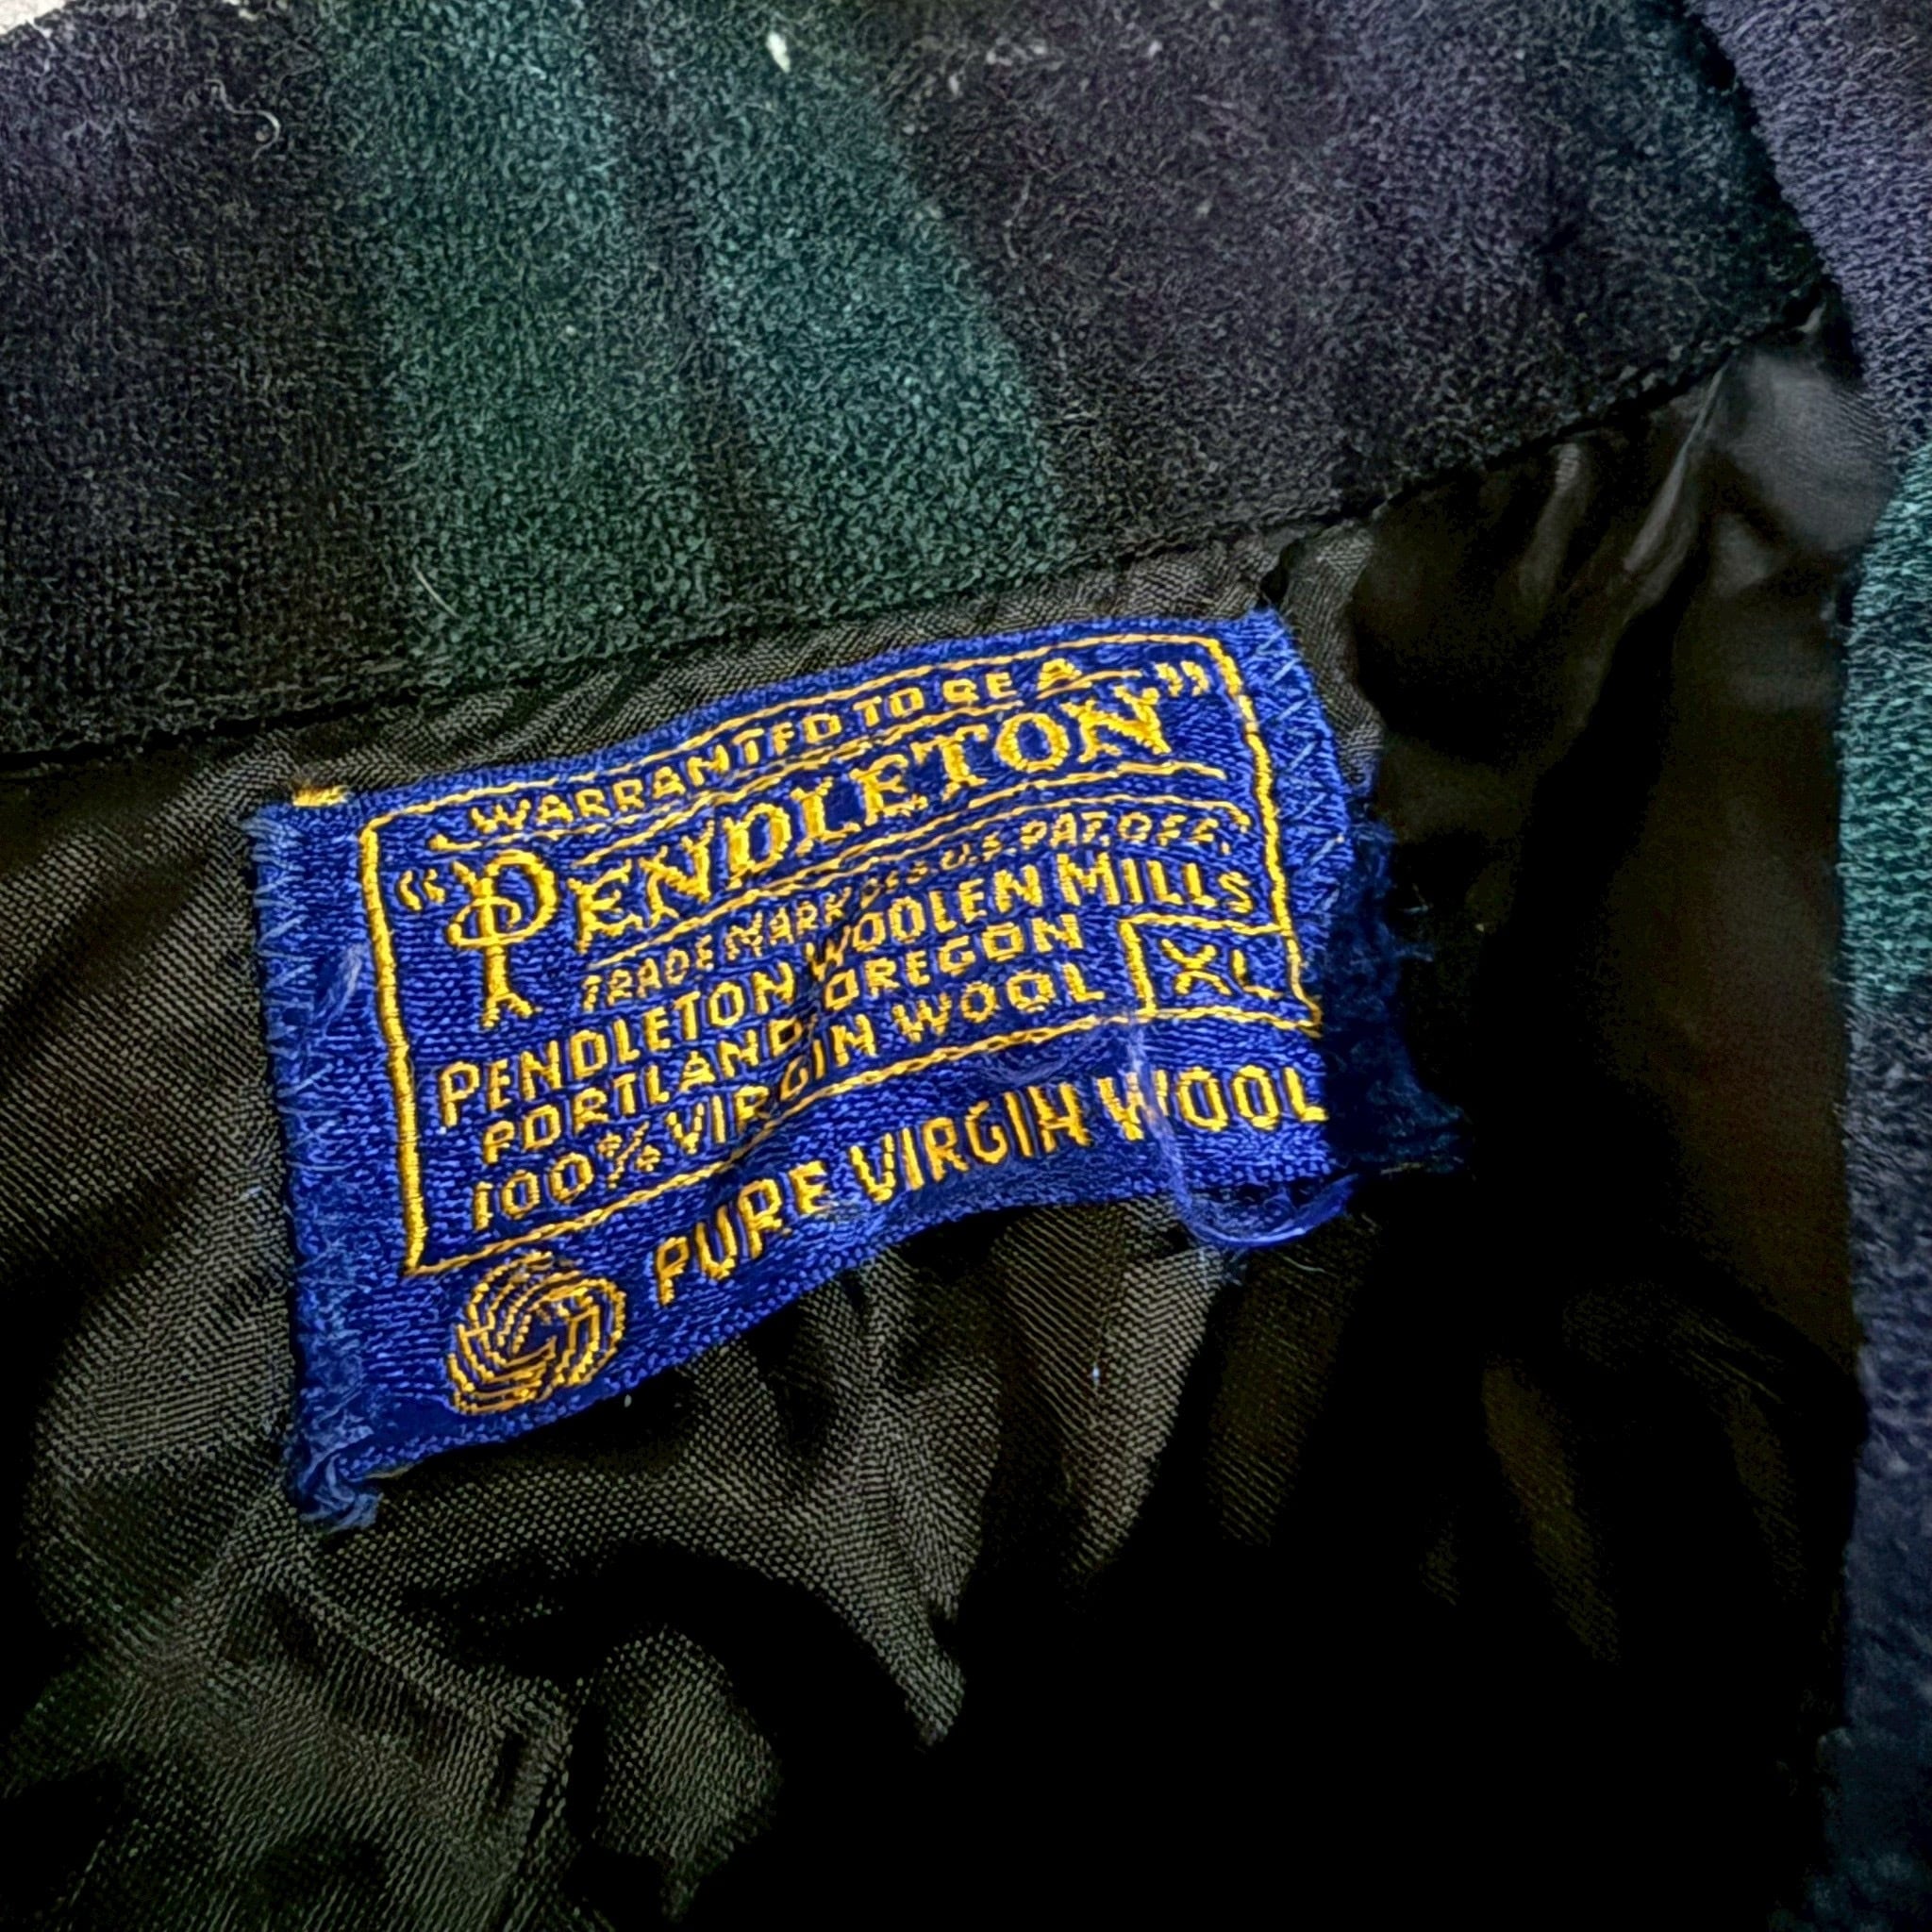 WARRANTED TO BE A
"PENDLETON"
TRADE MARK REG. U.S. PAT. OFF.
PENDLETON WOOLEN MILLS
PORTLAND, OREGON
100% VIRGIN WOOL
XL
PURE VIRGIN WOOL